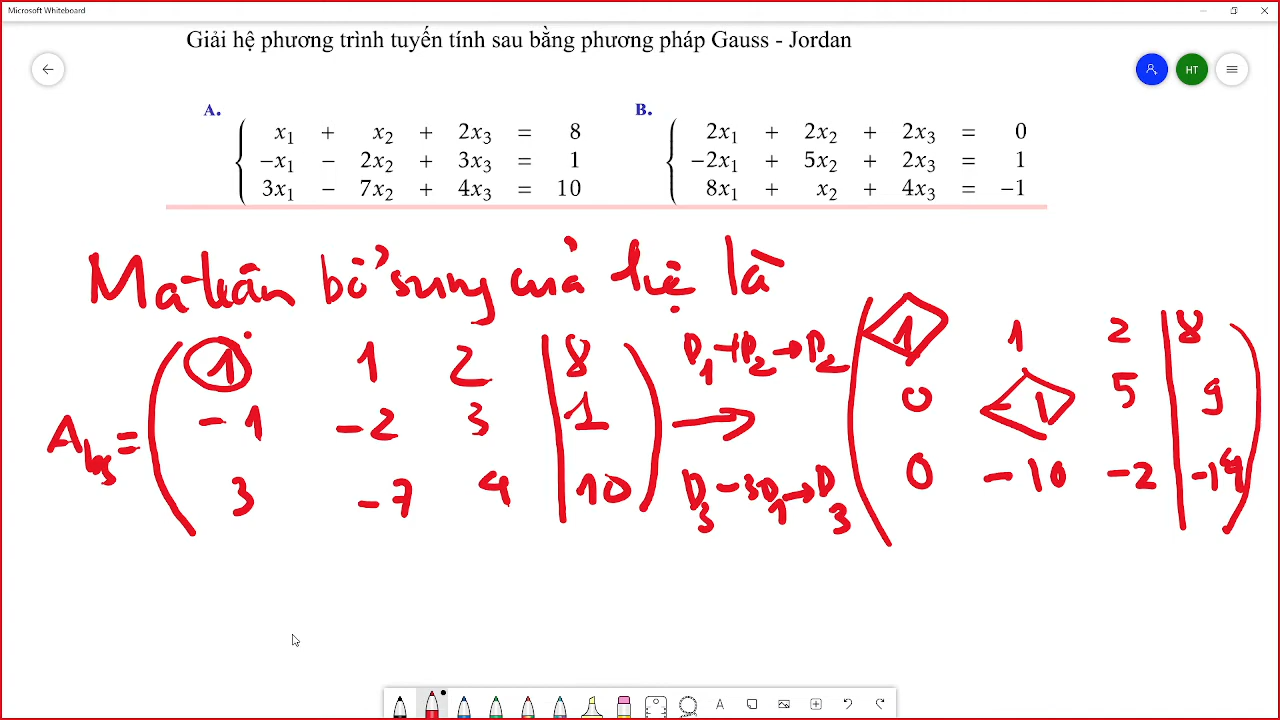 Microsoft Whiteboard
Giải hệ phương trình tuyến tính sau bằng phương pháp Gauss - Jordan
HT
A.
x₁ + x₂ + 2x₃ = 8
−x₁ − 2x₂ + 3x₃ = 1
3x₁ − 7x₂ + 4x₃ = 10
B.
2x₁ + 2x₂ + 2x₃ = 0
−2x₁ + 5x₂ + 2x₃ = 1
8x₁ + x₂ + 4x₃ = −1
Ma trận bổ sung của hệ là
A bs =
1 1 2 | 8
-1 -2 3 | 1
3 -7 4 | 10
D₁ + D₂ → D₂
D₃ - 3D₁ → D₃
1 1 2 | 8
0 -1 5 | 9
0 -10 -2 | -14
A